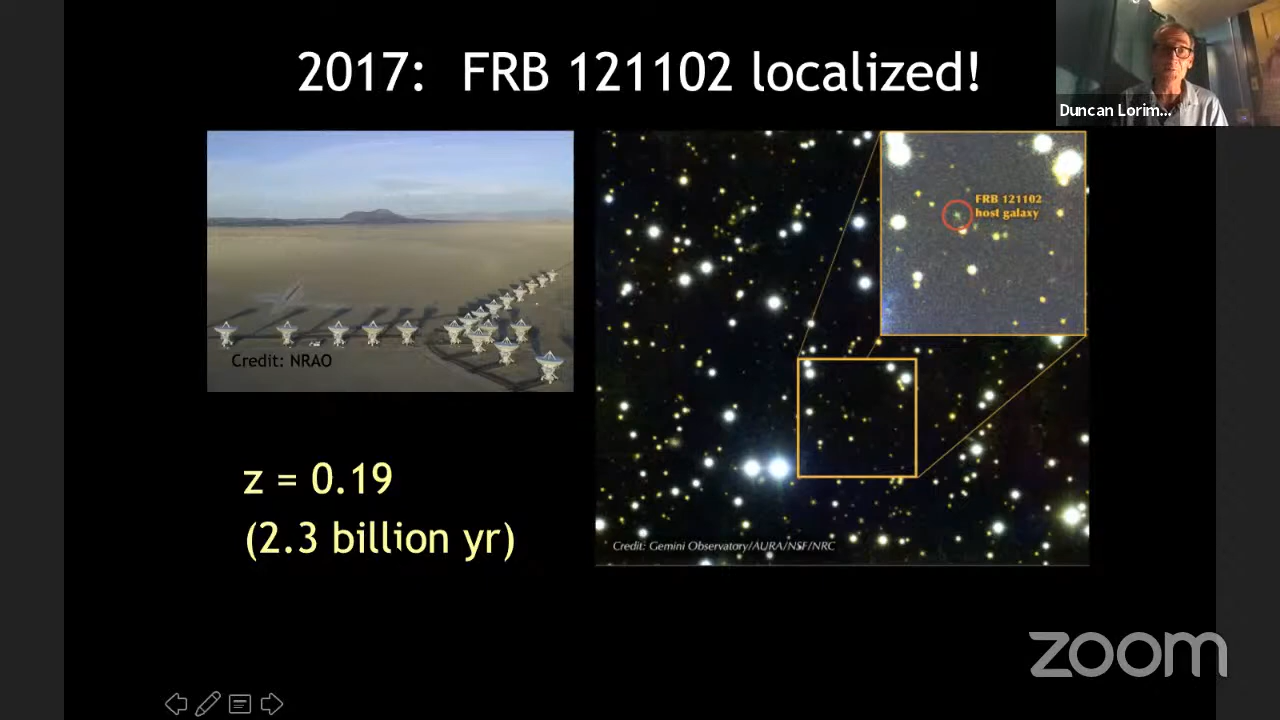 2017: FRB 121102 localized!
Duncan Lorim...
FRB 121102
host galaxy
Credit: NRAO
z = 0.19
(2.3 billion yr)
Credit: Gemini Observatory/AURA/NSF/NRC
zoom